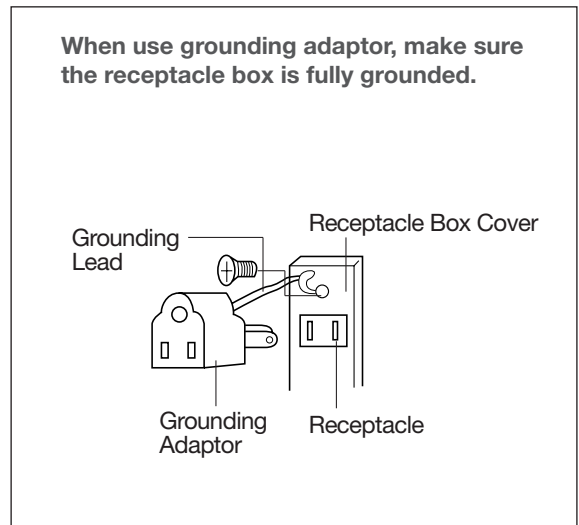 When use grounding adaptor, make sure
the receptacle box is fully grounded.
Receptacle Box Cover
Grounding
Lead
Grounding
Adaptor
Receptacle